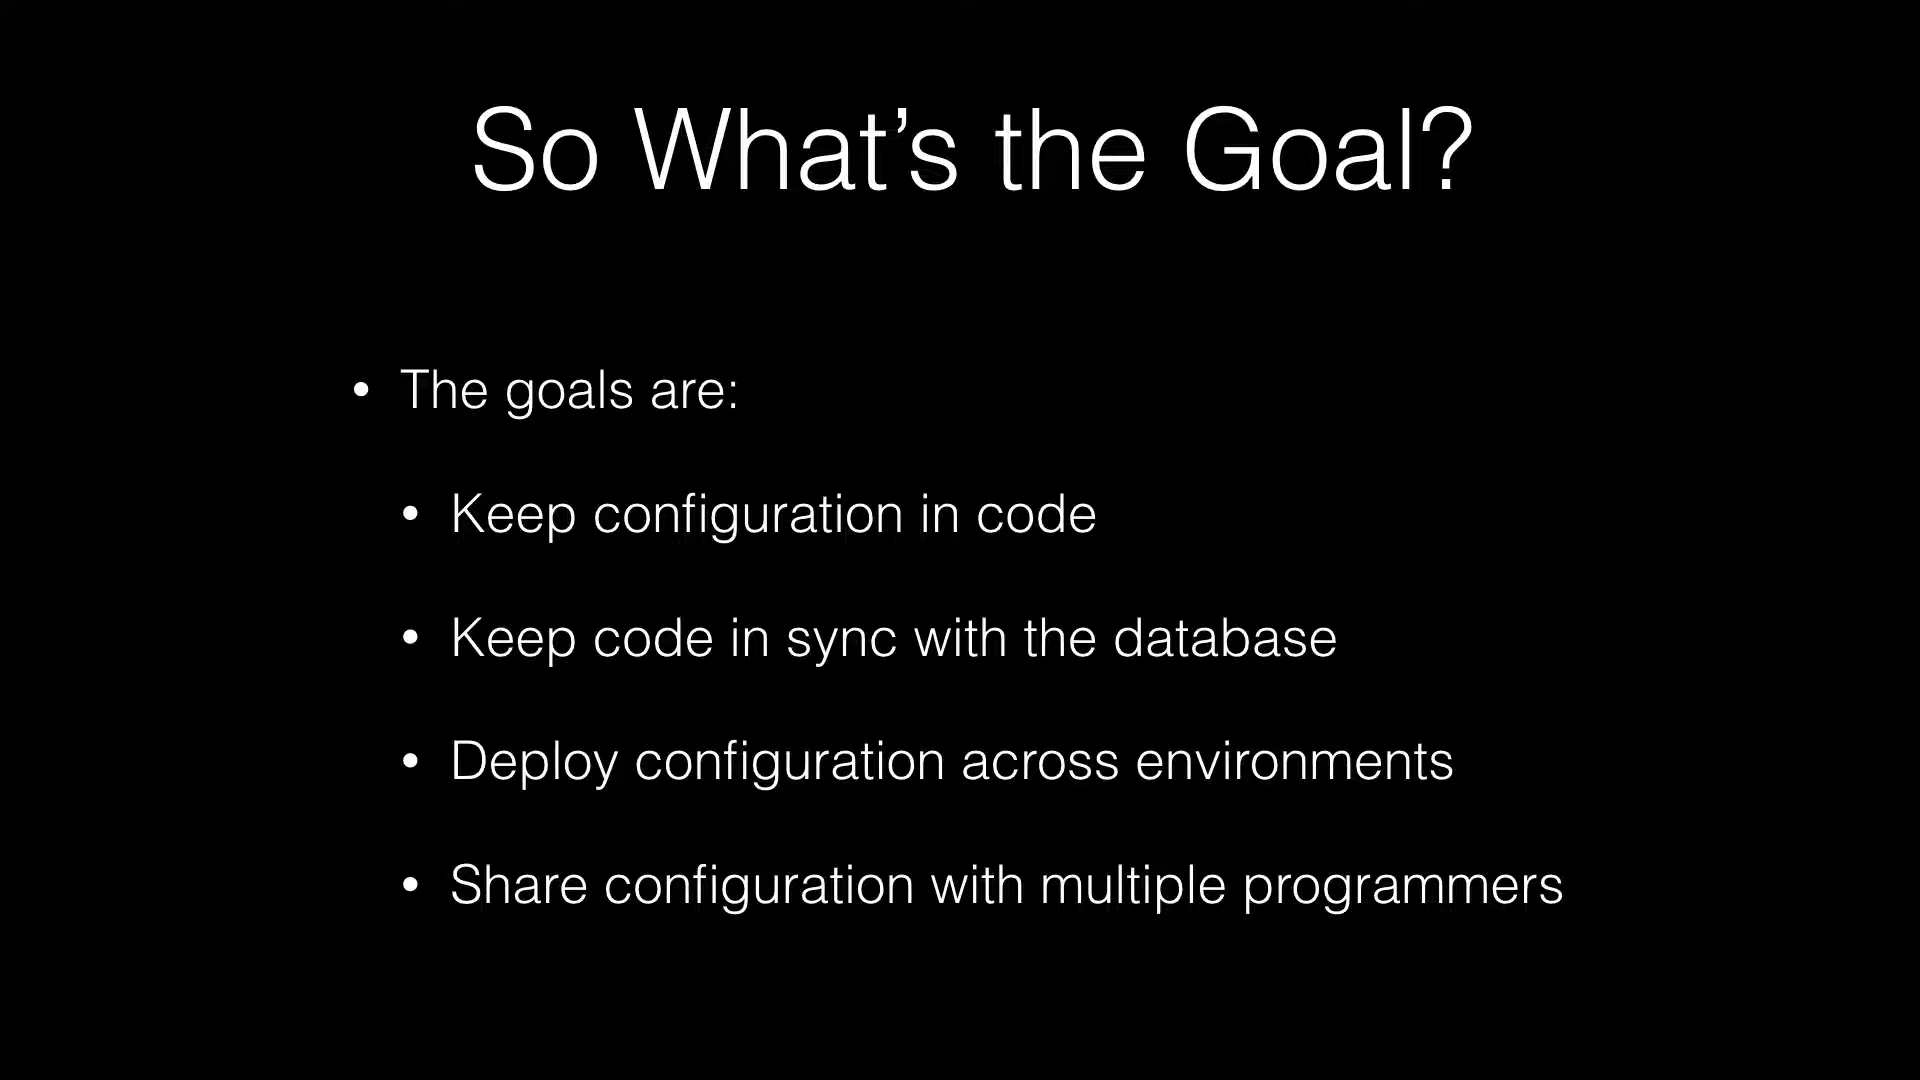 So What’s the Goal?
• The goals are:
• Keep configuration in code
• Keep code in sync with the database
• Deploy configuration across environments
• Share configuration with multiple programmers